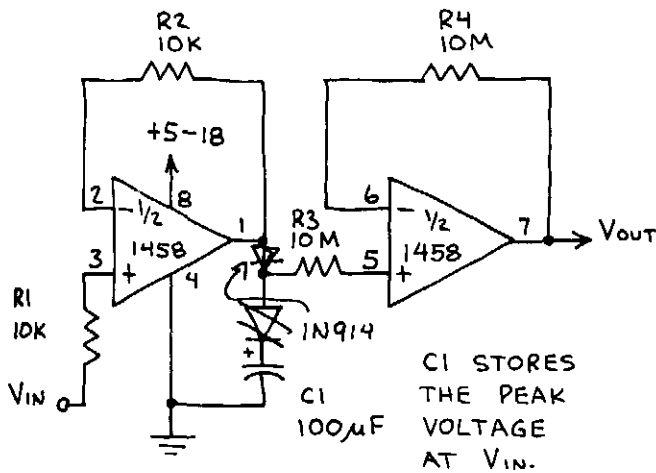 R2
10K
R4
10M
+5-18
2
8
-
1/2
1458
1
3
+
4
R1
10K
VIN
R3
10M
6
-
1/2
1458
7
VOUT
5
+
1N914
+
C1
100µF
C1 STORES
THE PEAK
VOLTAGE
AT VIN.